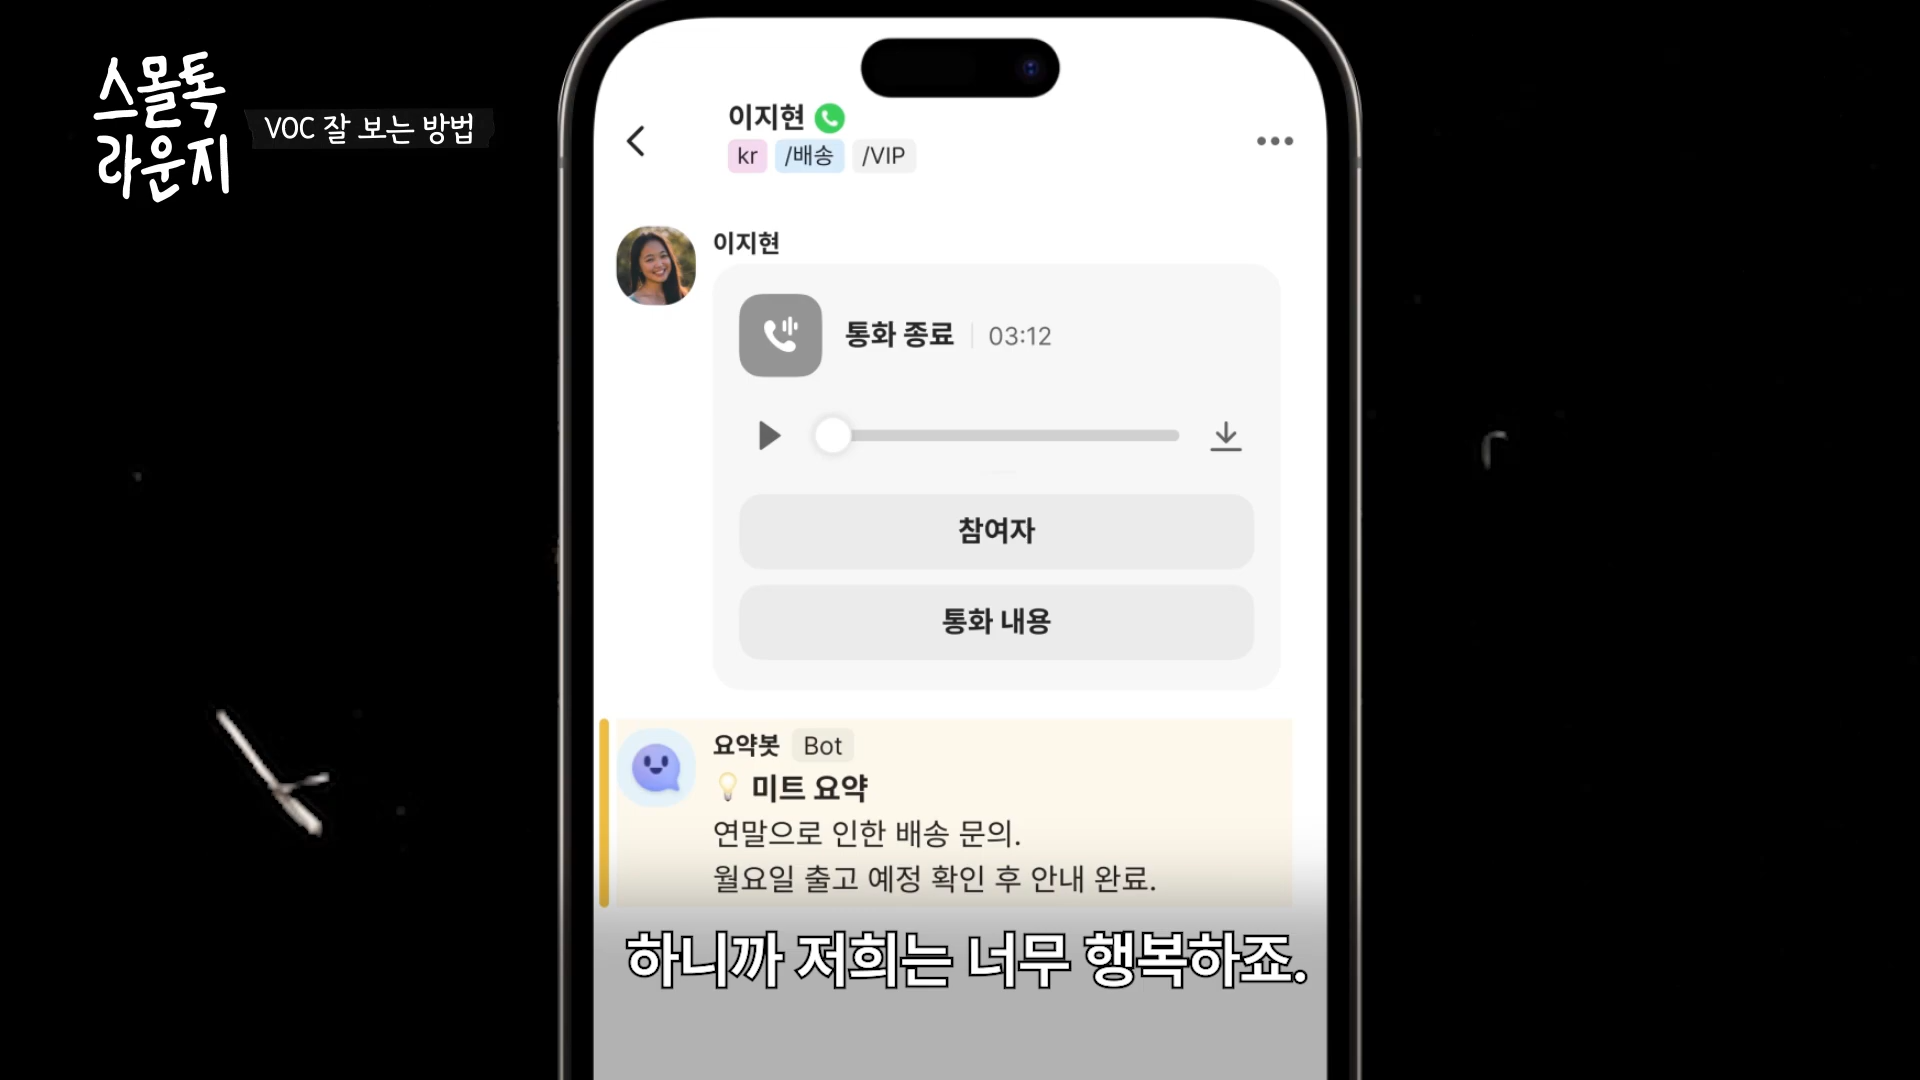 스몰톡
라운지
VOC 잘 보는 방법
이지현
kr /배송 /VIP
이지현
통화 종료 03:12
참여자
통화 내용
요약봇 Bot
미트 요약
연말으로 인한 배송 문의.
월요일 출고 예정 확인 후 안내 완료.
하니까 저희는 너무 행복하죠.